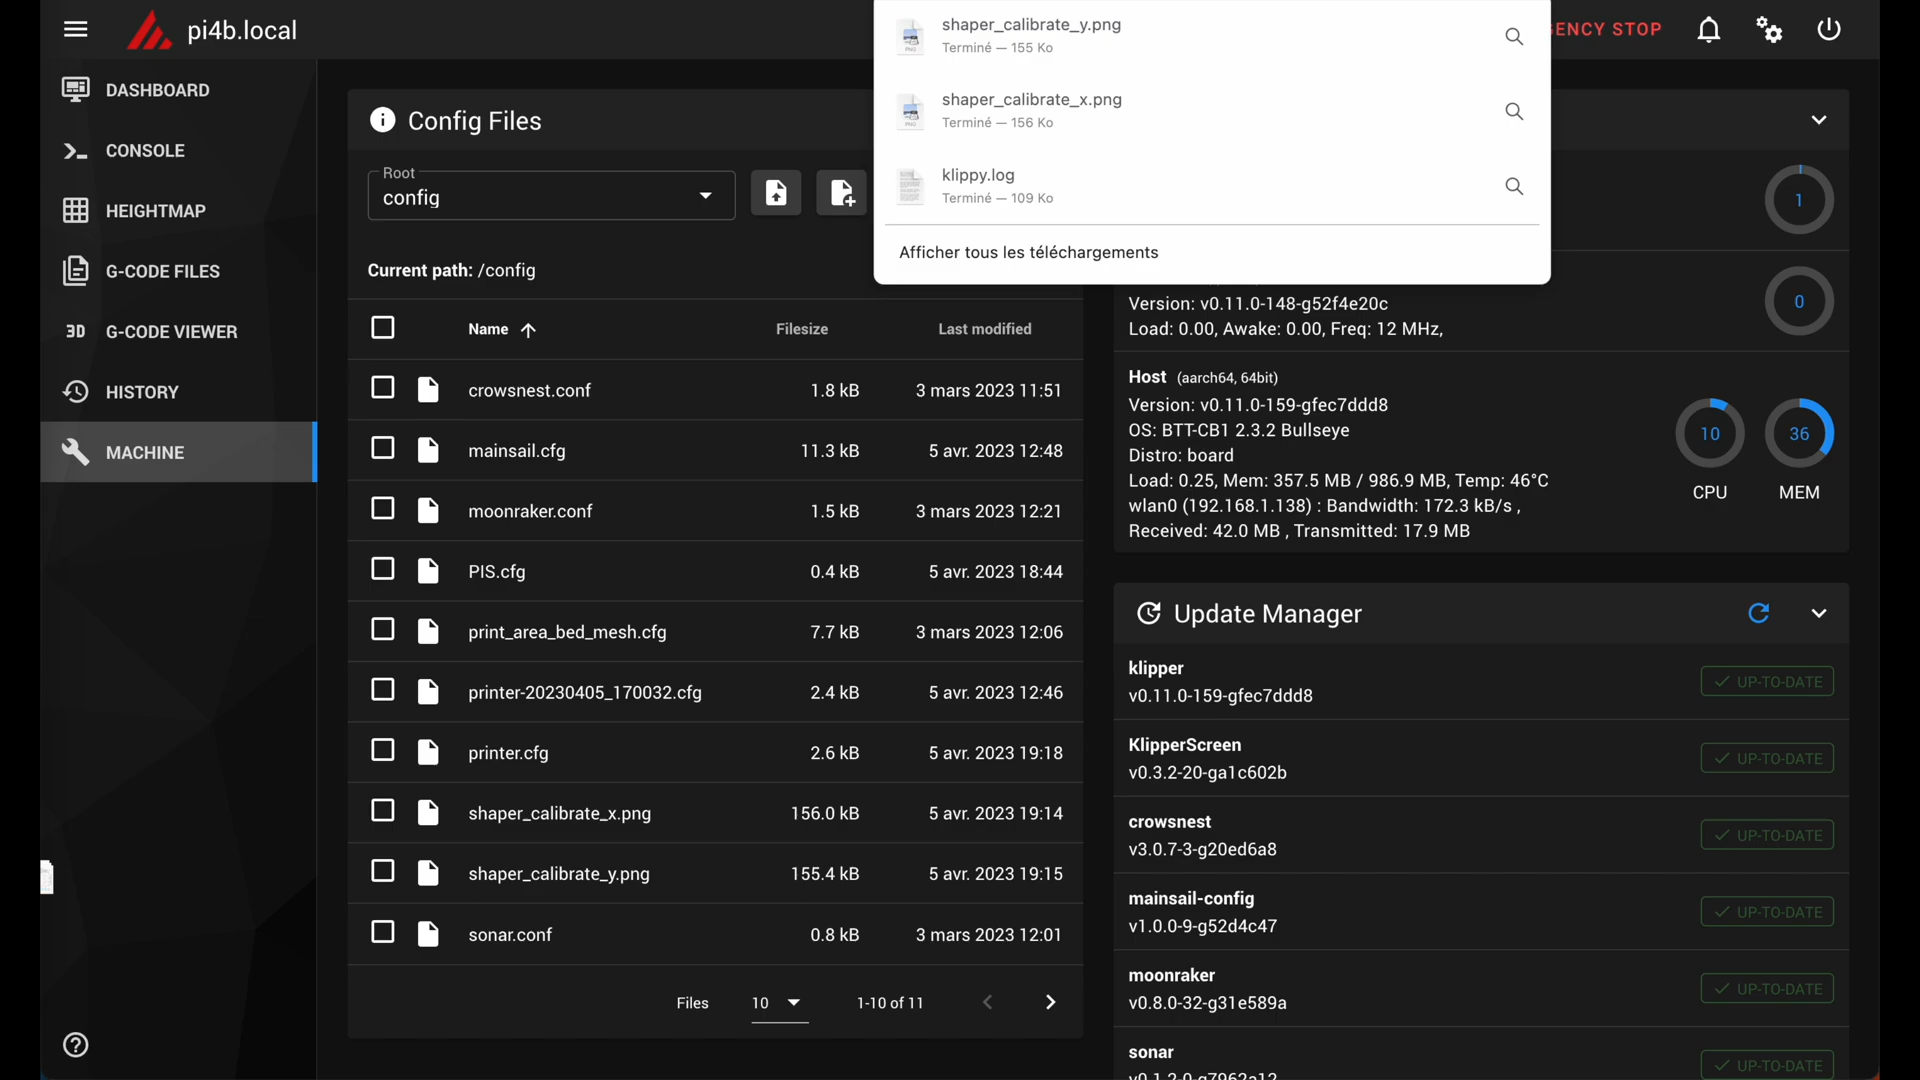 pi4b.local
GENCY STOP
shaper_calibrate_y.png
Terminé — 155 Ko
shaper_calibrate_x.png
Terminé — 156 Ko
klippy.log
Terminé — 109 Ko
Afficher tous les téléchargements
DASHBOARD
CONSOLE
HEIGHTMAP
G-CODE FILES
3D G-CODE VIEWER
HISTORY
MACHINE
Config Files
Root
config
Current path: /config
Name Filesize Last modified
crowsnest.conf 1.8 kB 3 mars 2023 11:51
mainsail.cfg 11.3 kB 5 avr. 2023 12:48
moonraker.conf 1.5 kB 3 mars 2023 12:21
PIS.cfg 0.4 kB 5 avr. 2023 18:44
print_area_bed_mesh.cfg 7.7 kB 3 mars 2023 12:06
printer-20230405_170032.cfg 2.4 kB 5 avr. 2023 12:46
printer.cfg 2.6 kB 5 avr. 2023 19:18
shaper_calibrate_x.png 156.0 kB 5 avr. 2023 19:14
shaper_calibrate_y.png 155.4 kB 5 avr. 2023 19:15
sonar.conf 0.8 kB 3 mars 2023 12:01
Files 10 1-10 of 11
1
Version: v0.11.0-148-g52f4e20c
Load: 0.00, Awake: 0.00, Freq: 12 MHz,
0
Host (aarch64, 64bit)
Version: v0.11.0-159-gfec7ddd8
OS: BTT-CB1 2.3.2 Bullseye
Distro: board
Load: 0.25, Mem: 357.5 MB / 986.9 MB, Temp: 46°C
wlan0 (192.168.1.138) : Bandwidth: 172.3 kB/s ,
Received: 42.0 MB , Transmitted: 17.9 MB
10 36
CPU MEM
Update Manager
klipper
v0.11.0-159-gfec7ddd8
UP-TO-DATE
KlipperScreen
v0.3.2-20-ga1c602b
UP-TO-DATE
crowsnest
v3.0.7-3-g20ed6a8
UP-TO-DATE
mainsail-config
v1.0.0-9-g52d4c47
UP-TO-DATE
moonraker
v0.8.0-32-g31e589a
UP-TO-DATE
sonar
UP-TO-DATE